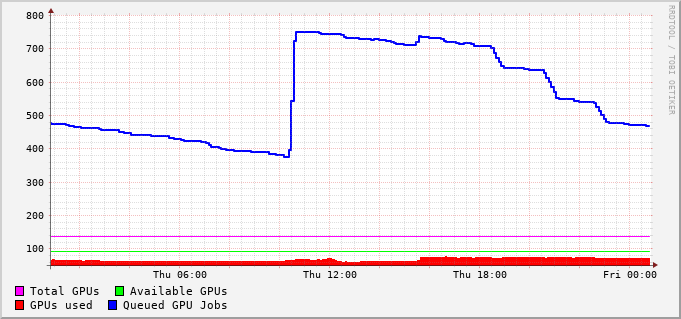 800
700
600
500
400
300
200
100
Thu 06:00 Thu 12:00 Thu 18:00 Fri 00:00
Total GPUs Available GPUs
GPUs used Queued GPU Jobs
RRDTOOL / TOBI OETIKER